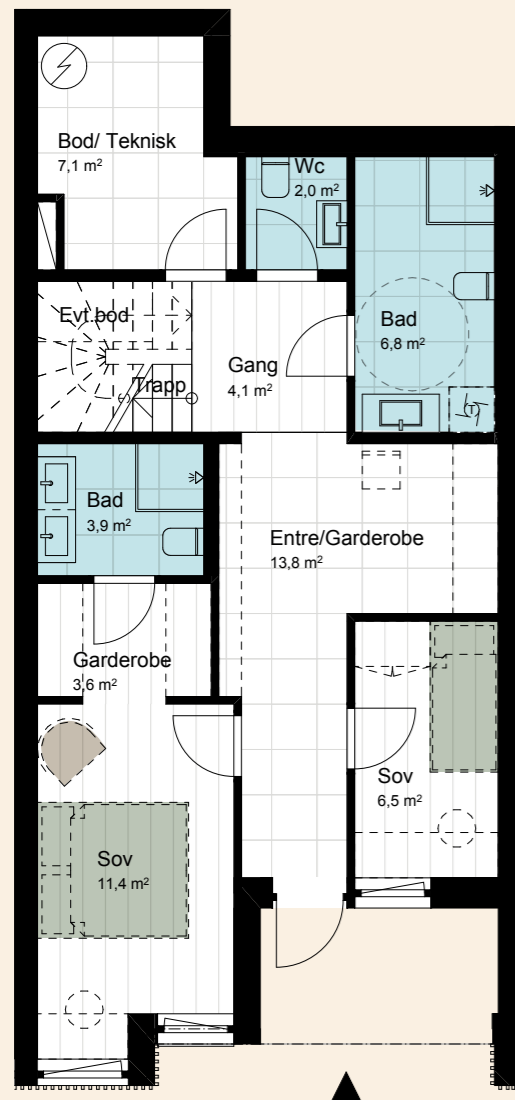 Bod/ Teknisk
7,1 m²
Wc
2,0 m²
Evt.bod
Trapp
Gang
4,1 m²
Bad
6,8 m²
T
Bad
3,9 m²
Entre/Garderobe
13,8 m²
Garderobe
3,6 m²
Sov
6,5 m²
Sov
11,4 m²